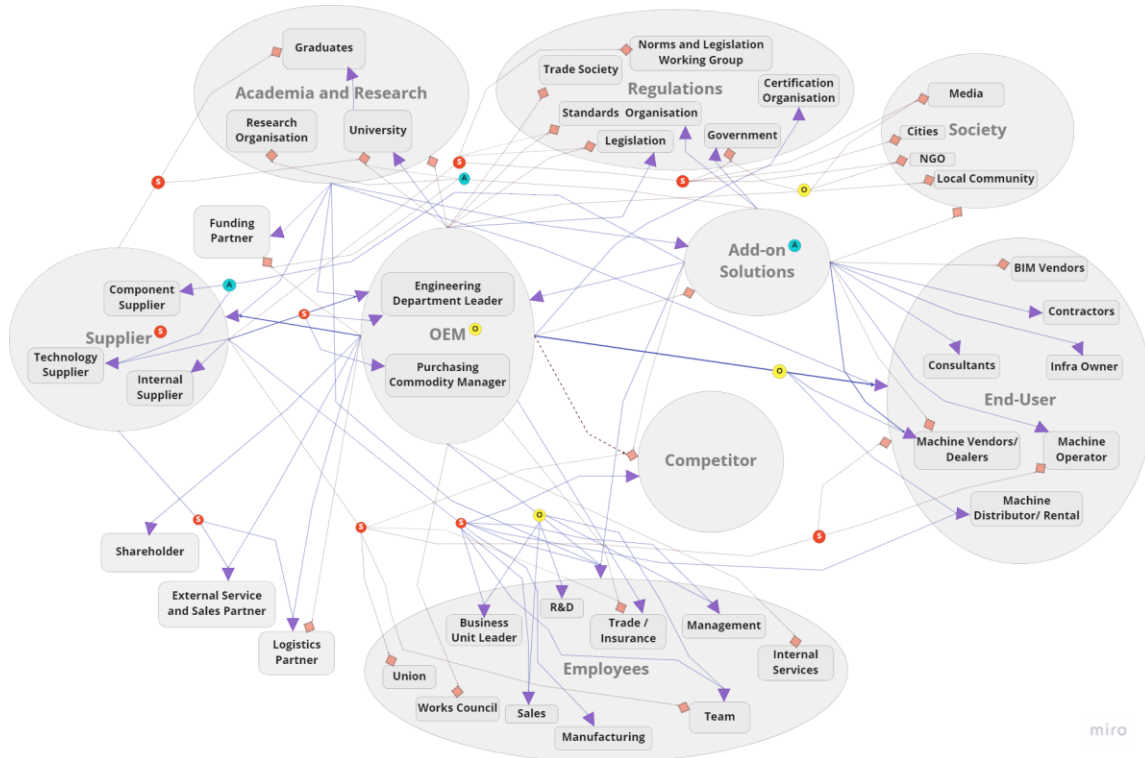 Graduates
Academia and Research
Research
Organisation
University
Norms and Legislation
Working Group
Trade Society
Regulations
Certification
Organisation
Standards Organisation
Legislation
Government
Media
Cities
Society
NGO
Local Community
S
S
A
S
O
Funding
Partner
Add-on
Solutions
A
Component
Supplier
A
Supplier
S
Technology
Supplier
Internal
Supplier
S
Engineering
Department Leader
OEM
O
Purchasing
Commodity Manager
O
BIM Vendors
Contractors
Consultants
Infra Owner
End-User
Machine Vendors/
Dealers
Machine
Operator
Machine
Distributor/ Rental
Competitor
S
S
S
O
S
Shareholder
External Service
and Sales Partner
Logistics
Partner
Business
Unit Leader
R&D
Trade /
Insurance
Management
Internal
Services
Employees
Union
Works Council
Sales
Manufacturing
Team
miro